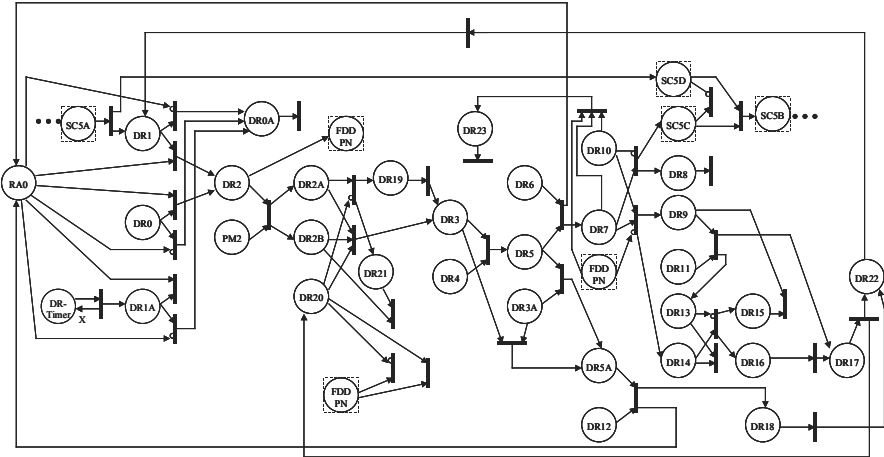 SC5D
SC5A
DR1
DR0A
FDD
PN
DR23
SC5C
SC5B
DR10
RA0
DR2
DR2A
DR19
DR6
DR8
DR0
PM2
DR2B
DR3
DR7
DR9
DR5
DR4
FDD
PN
DR11
DR21
DR22
DR20
DR-
Timer
X
DR1A
DR3A
DR13
DR15
DR14
DR16
DR17
DR5A
FDD
PN
DR12
DR18